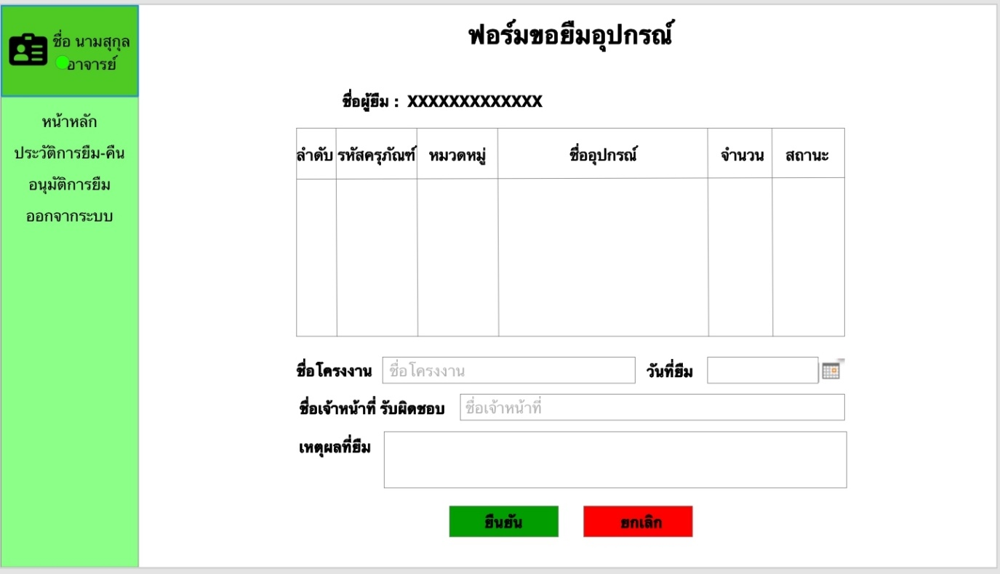 ชื่อ นามสุกุล
อาจารย์
หน้าหลัก
ประวัติการยืม-คืน
อนุมัติการยืม
ออกจากระบบ
ฟอร์มขอยืมอุปกรณ์
ชื่อผู้ยืม : XXXXXXXXXXXXX
ลำดับ รหัสครุภัณฑ์ หมวดหมู่ ชื่ออุปกรณ์ จำนวน สถานะ
ชื่อโครงงาน ชื่อโครงงาน วันที่ยืม
ชื่อเจ้าหน้าที่ รับผิดชอบ ชื่อเจ้าหน้าที่
เหตุผลที่ยืม
ยืนยัน ยกเลิก